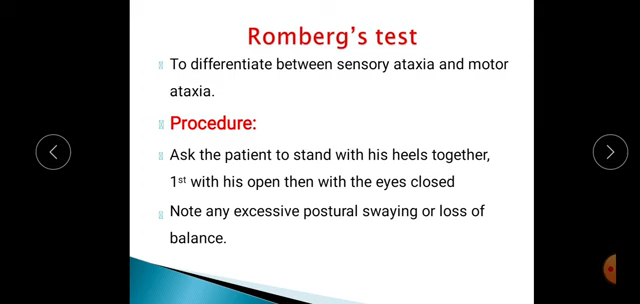 Romberg's test
To differentiate between sensory ataxia and motor
ataxia.
Procedure:
Ask the patient to stand with his heels together,
1st with his open then with the eyes closed
Note any excessive postural swaying or loss of
balance.